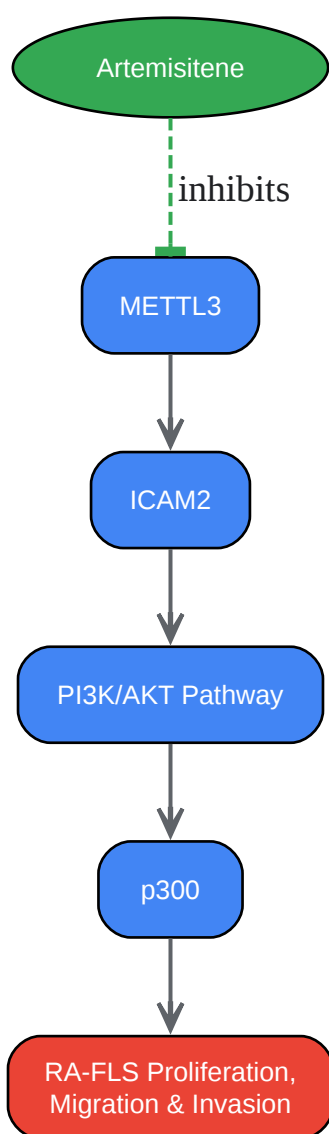 Artemisitene
inhibits
METTL3
ICAM2
PI3K/AKT Pathway
p300
RA-FLS Proliferation,
Migration & Invasion